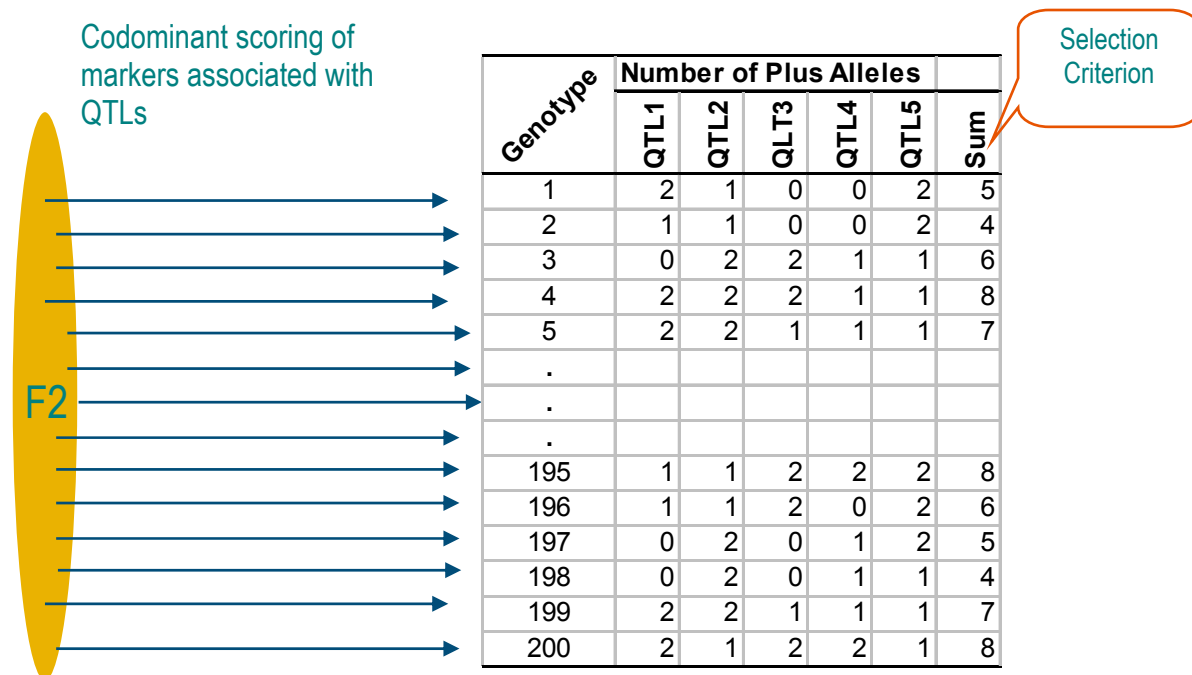 Codominant scoring of
markers associated with
QTLs
F2
Selection
Criterion
Genotype Number of Plus Alleles
QTL1 QTL2 QLT3 QTL4 QTL5 Sum
1 2 1 0 0 2 5
2 1 1 0 0 2 4
3 0 2 2 1 1 6
4 2 2 2 1 1 8
5 2 2 1 1 1 7
.
.
.
195 1 1 2 2 2 8
196 1 1 2 0 2 6
197 0 2 0 1 2 5
198 0 2 0 1 1 4
199 2 2 1 1 1 7
200 2 1 2 2 1 8